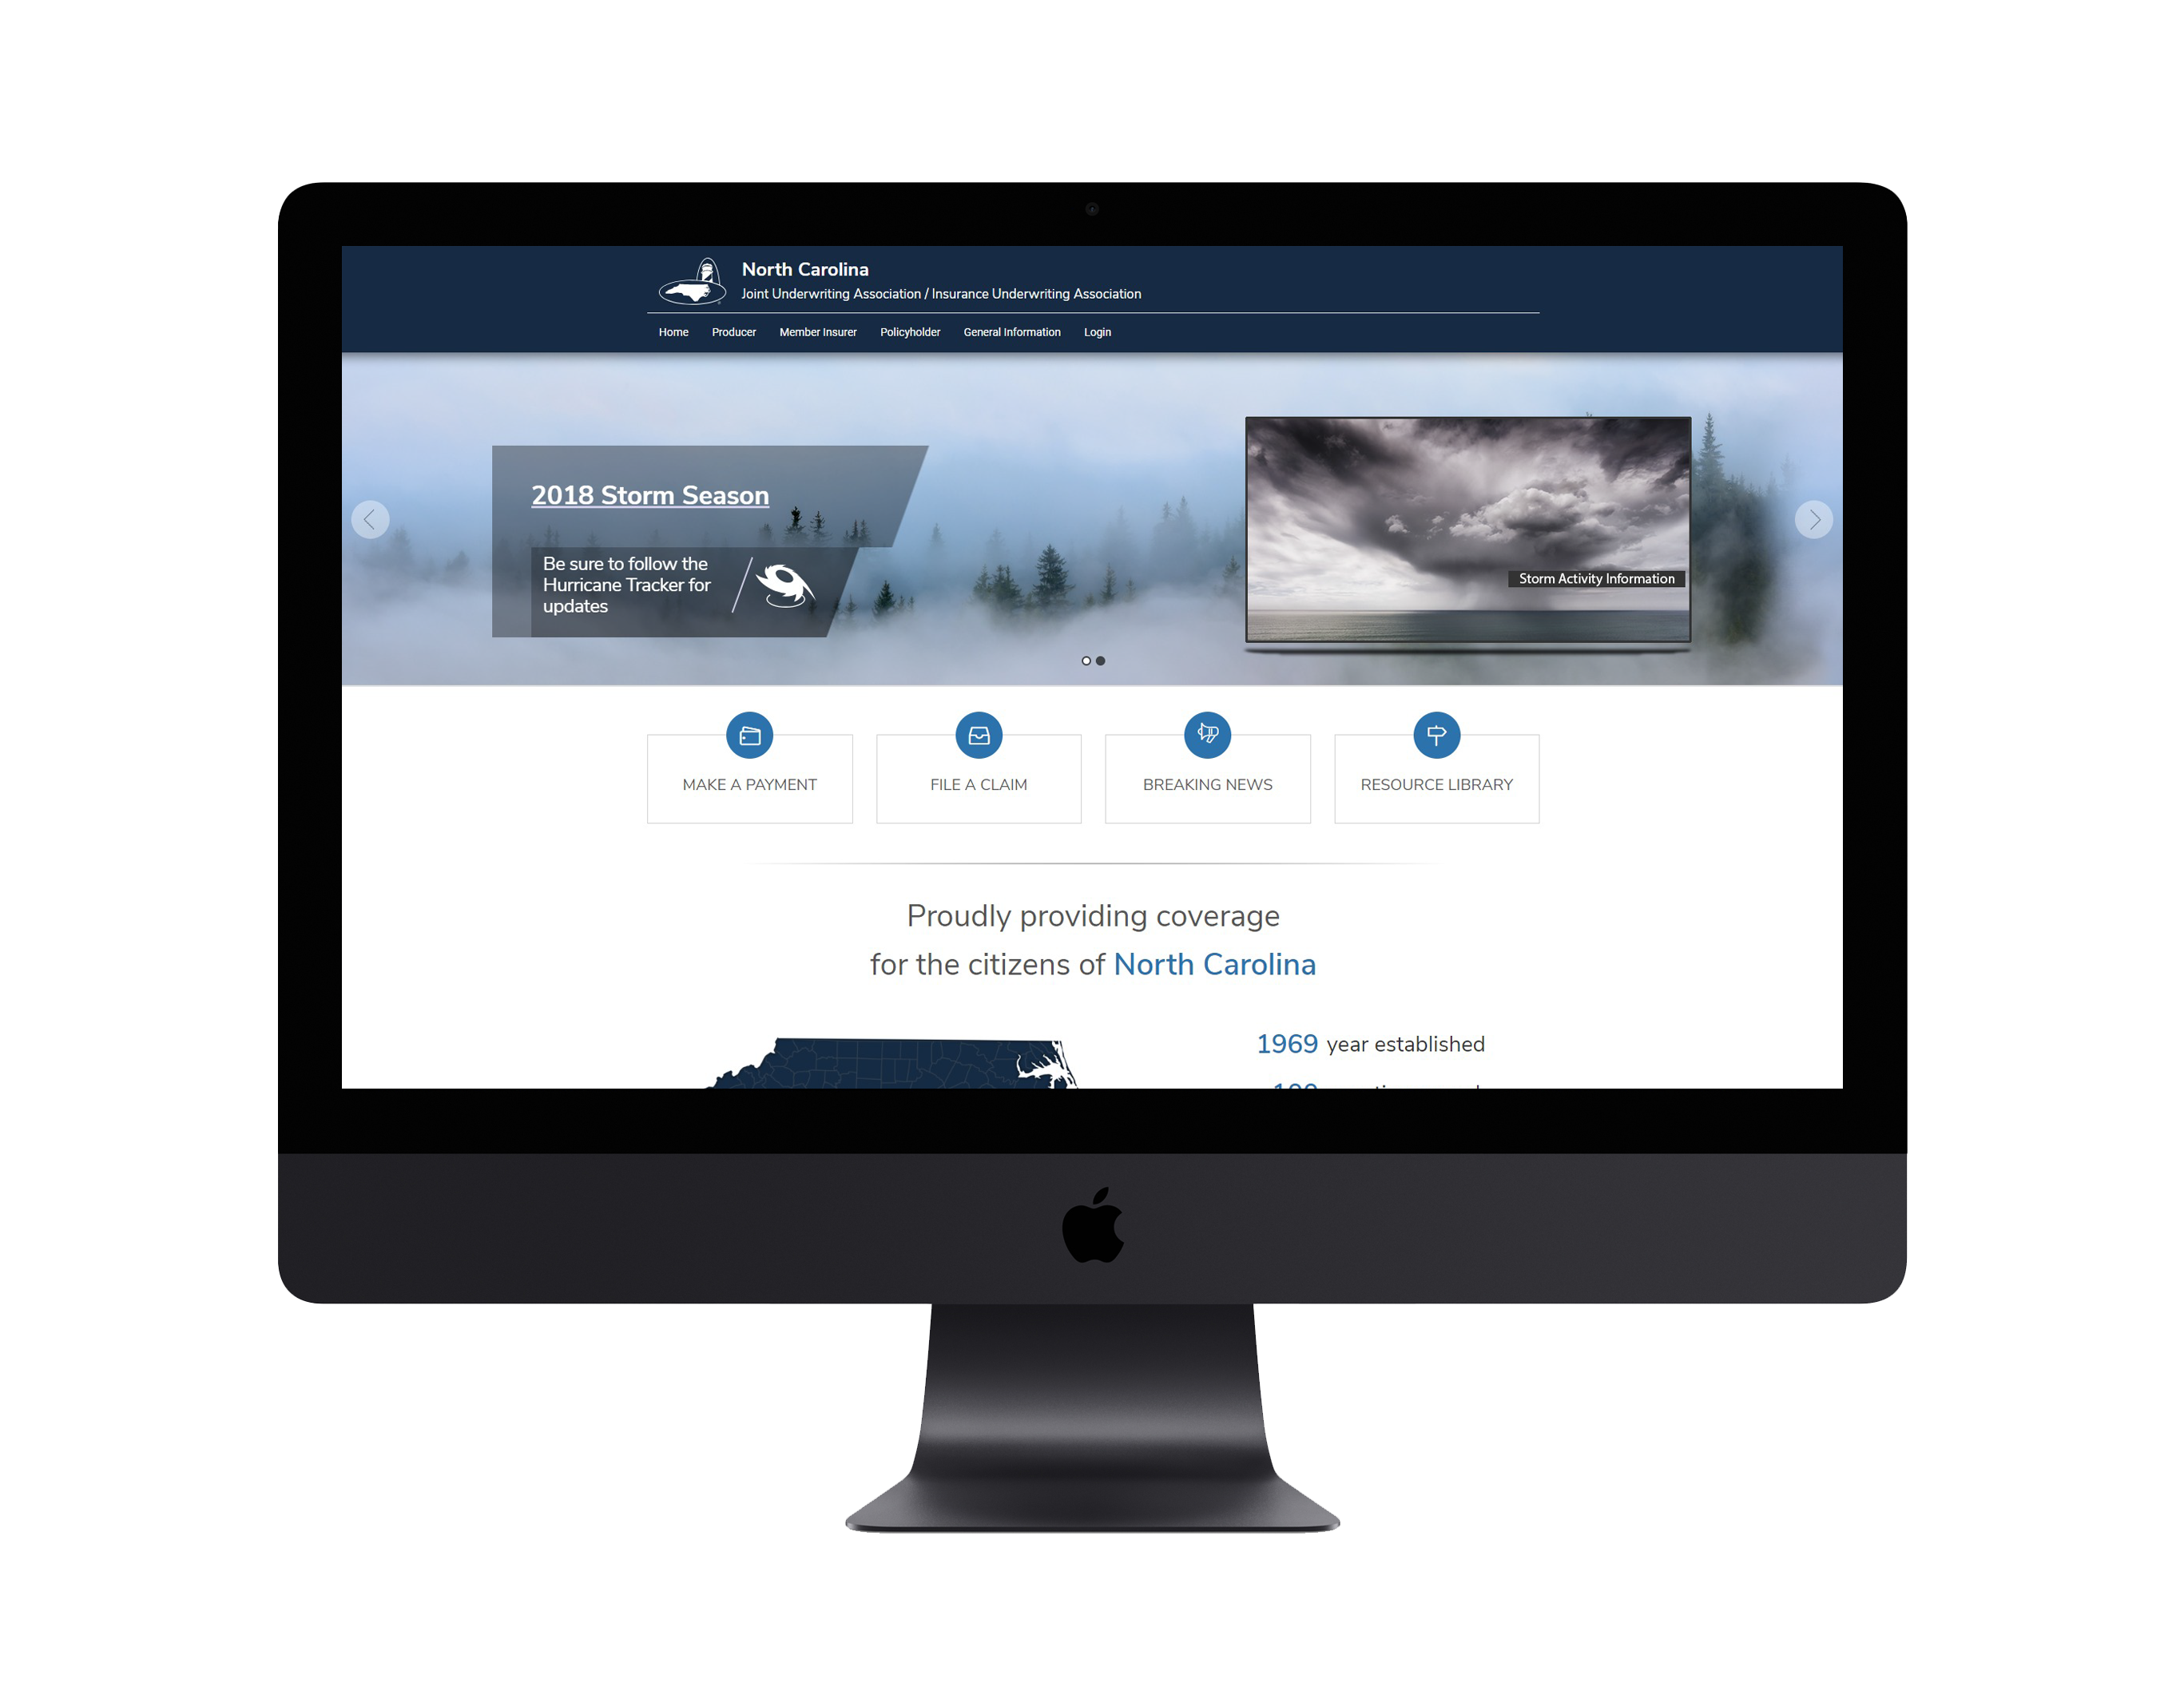 North Carolina
Joint Underwriting Association / Insurance Underwriting Association
Home Producer Member Insurer Policyholder General Information Login
2018 Storm Season
Be sure to follow the
Hurricane Tracker for
updates
Storm Activity Information
MAKE A PAYMENT FILE A CLAIM BREAKING NEWS RESOURCE LIBRARY
Proudly providing coverage
for the citizens of North Carolina
1969 year established